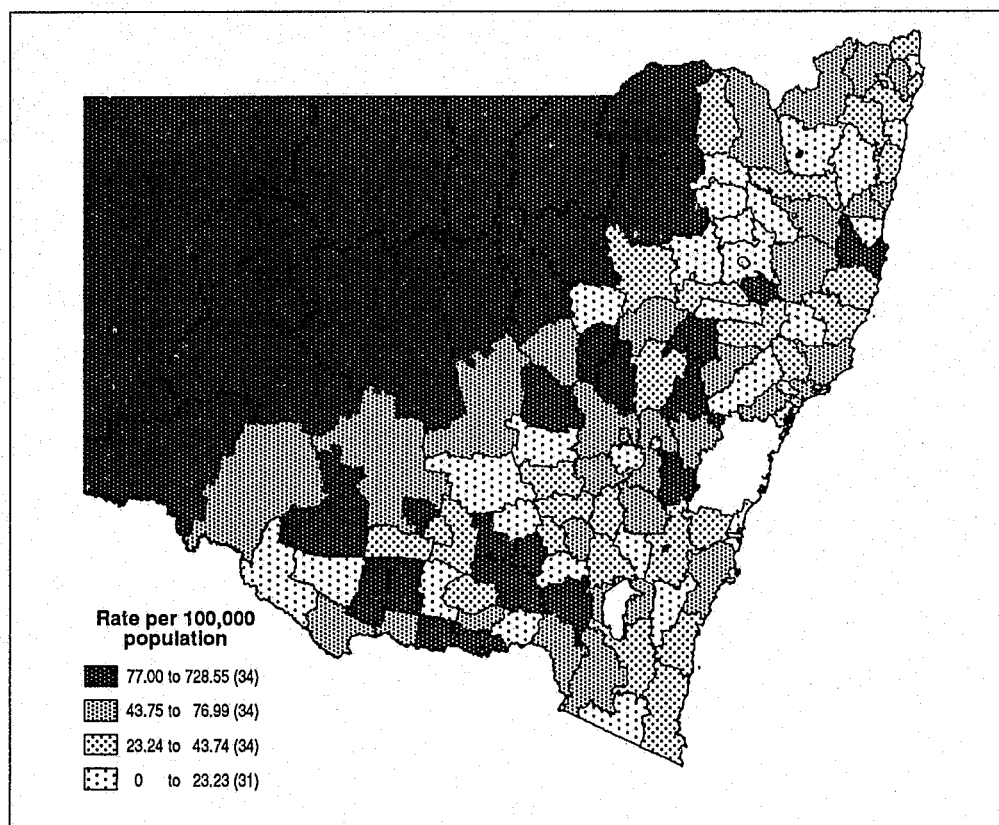 Rate per 100,000
population
77.00 to 728.55 (34)
43.75 to 76.99 (34)
23.24 to 43.74 (34)
0 to 23.23 (31)